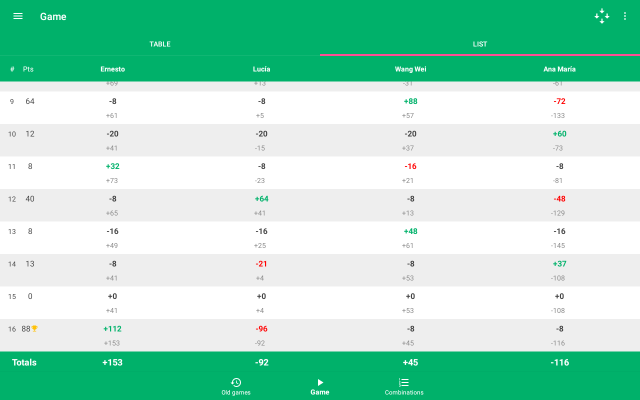 Game
TABLE LIST
# Pts Ernesto Lucía Wang Wei Ana María
+69 +13 -31 -61
9 64 -8 -8 +88 -72
+61 +5 +57 -133
10 12 -20 -20 -20 +60
+41 -15 +37 -73
11 8 +32 -8 -16 -8
+73 -23 +21 -81
12 40 -8 +64 -8 -48
+65 +41 +13 -129
13 8 -16 -16 +48 -16
+49 +25 +61 -145
14 13 -8 -21 -8 +37
+41 +4 +53 -108
15 0 +0 +0 +0 +0
+41 +4 +53 -108
16 88 +112 -96 -8 -8
+153 -92 +45 -116
Totals +153 -92 +45 -116
Old games Game Combinations